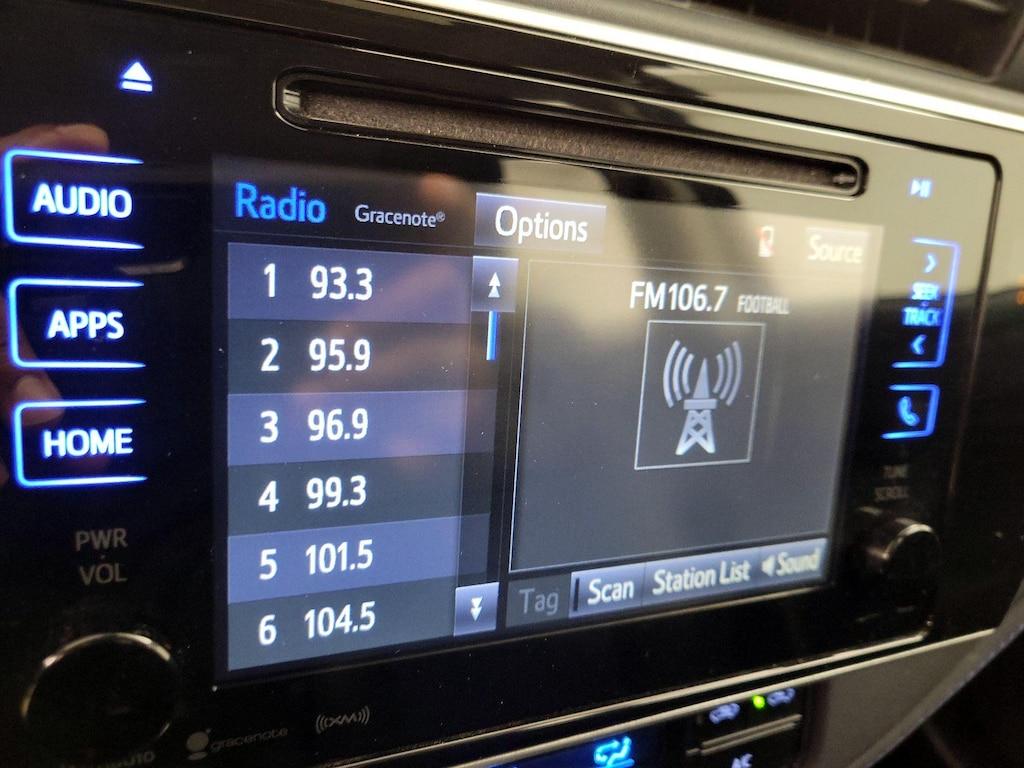 AUDIO
APPS
HOME
PWR
VOL
Radio Gracenote® Options Source
1 93.3
2 95.9
3 96.9
4 99.3
5 101.5
6 104.5
FM106.7 FOOTBALL
Tag Scan Station List Sound
SEEK
TRACK
TUNE
SCROLL
gracenote
((XM))
A/C